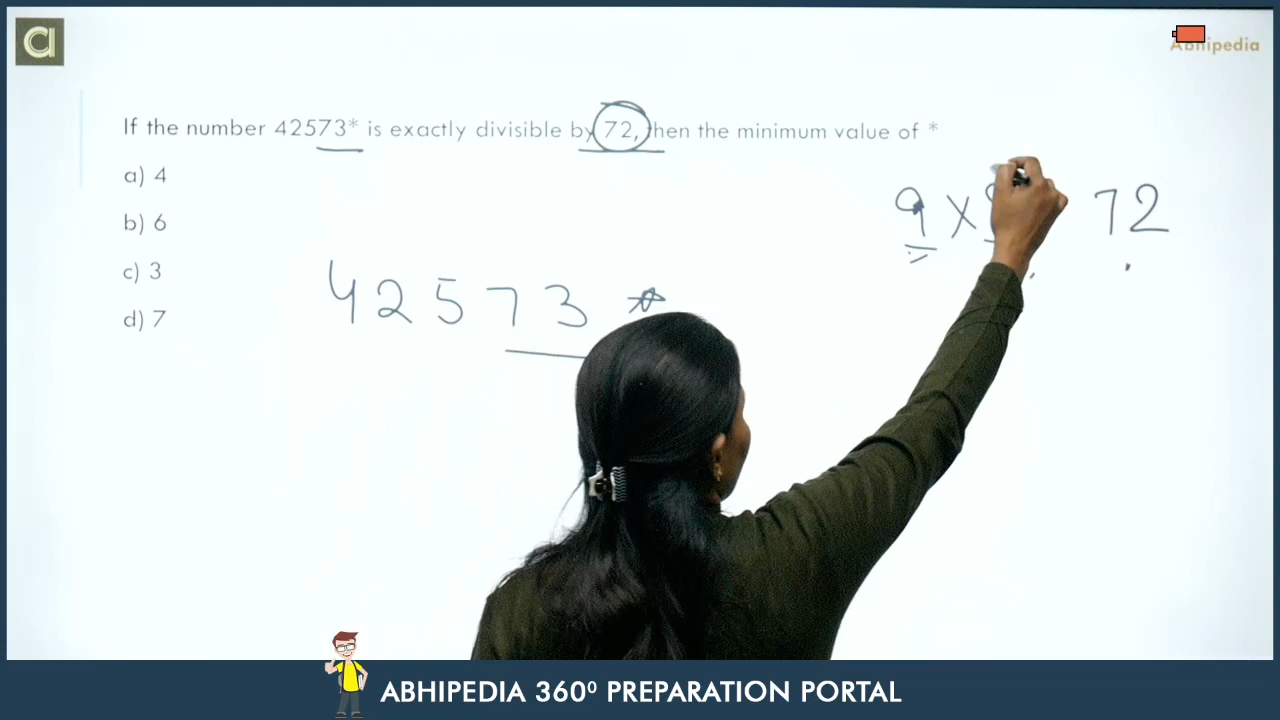 Abhipedia
If the number 42573* is exactly divisible by 72, then the minimum value of *
a) 4
b) 6
c) 3
d) 7
9 X 72
42573 *
ABHIPEDIA 360⁰ PREPARATION PORTAL